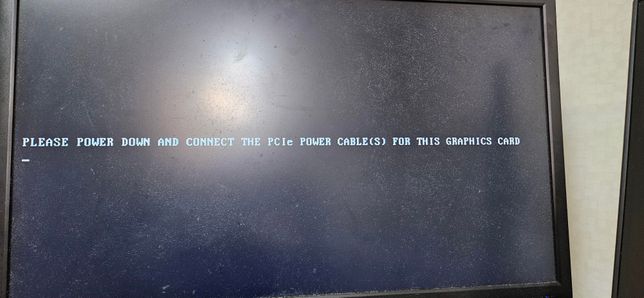 PLEASE POWER DOWN AND CONNECT THE PCIe POWER CABLE(S) FOR THIS GRAPHICS CARD